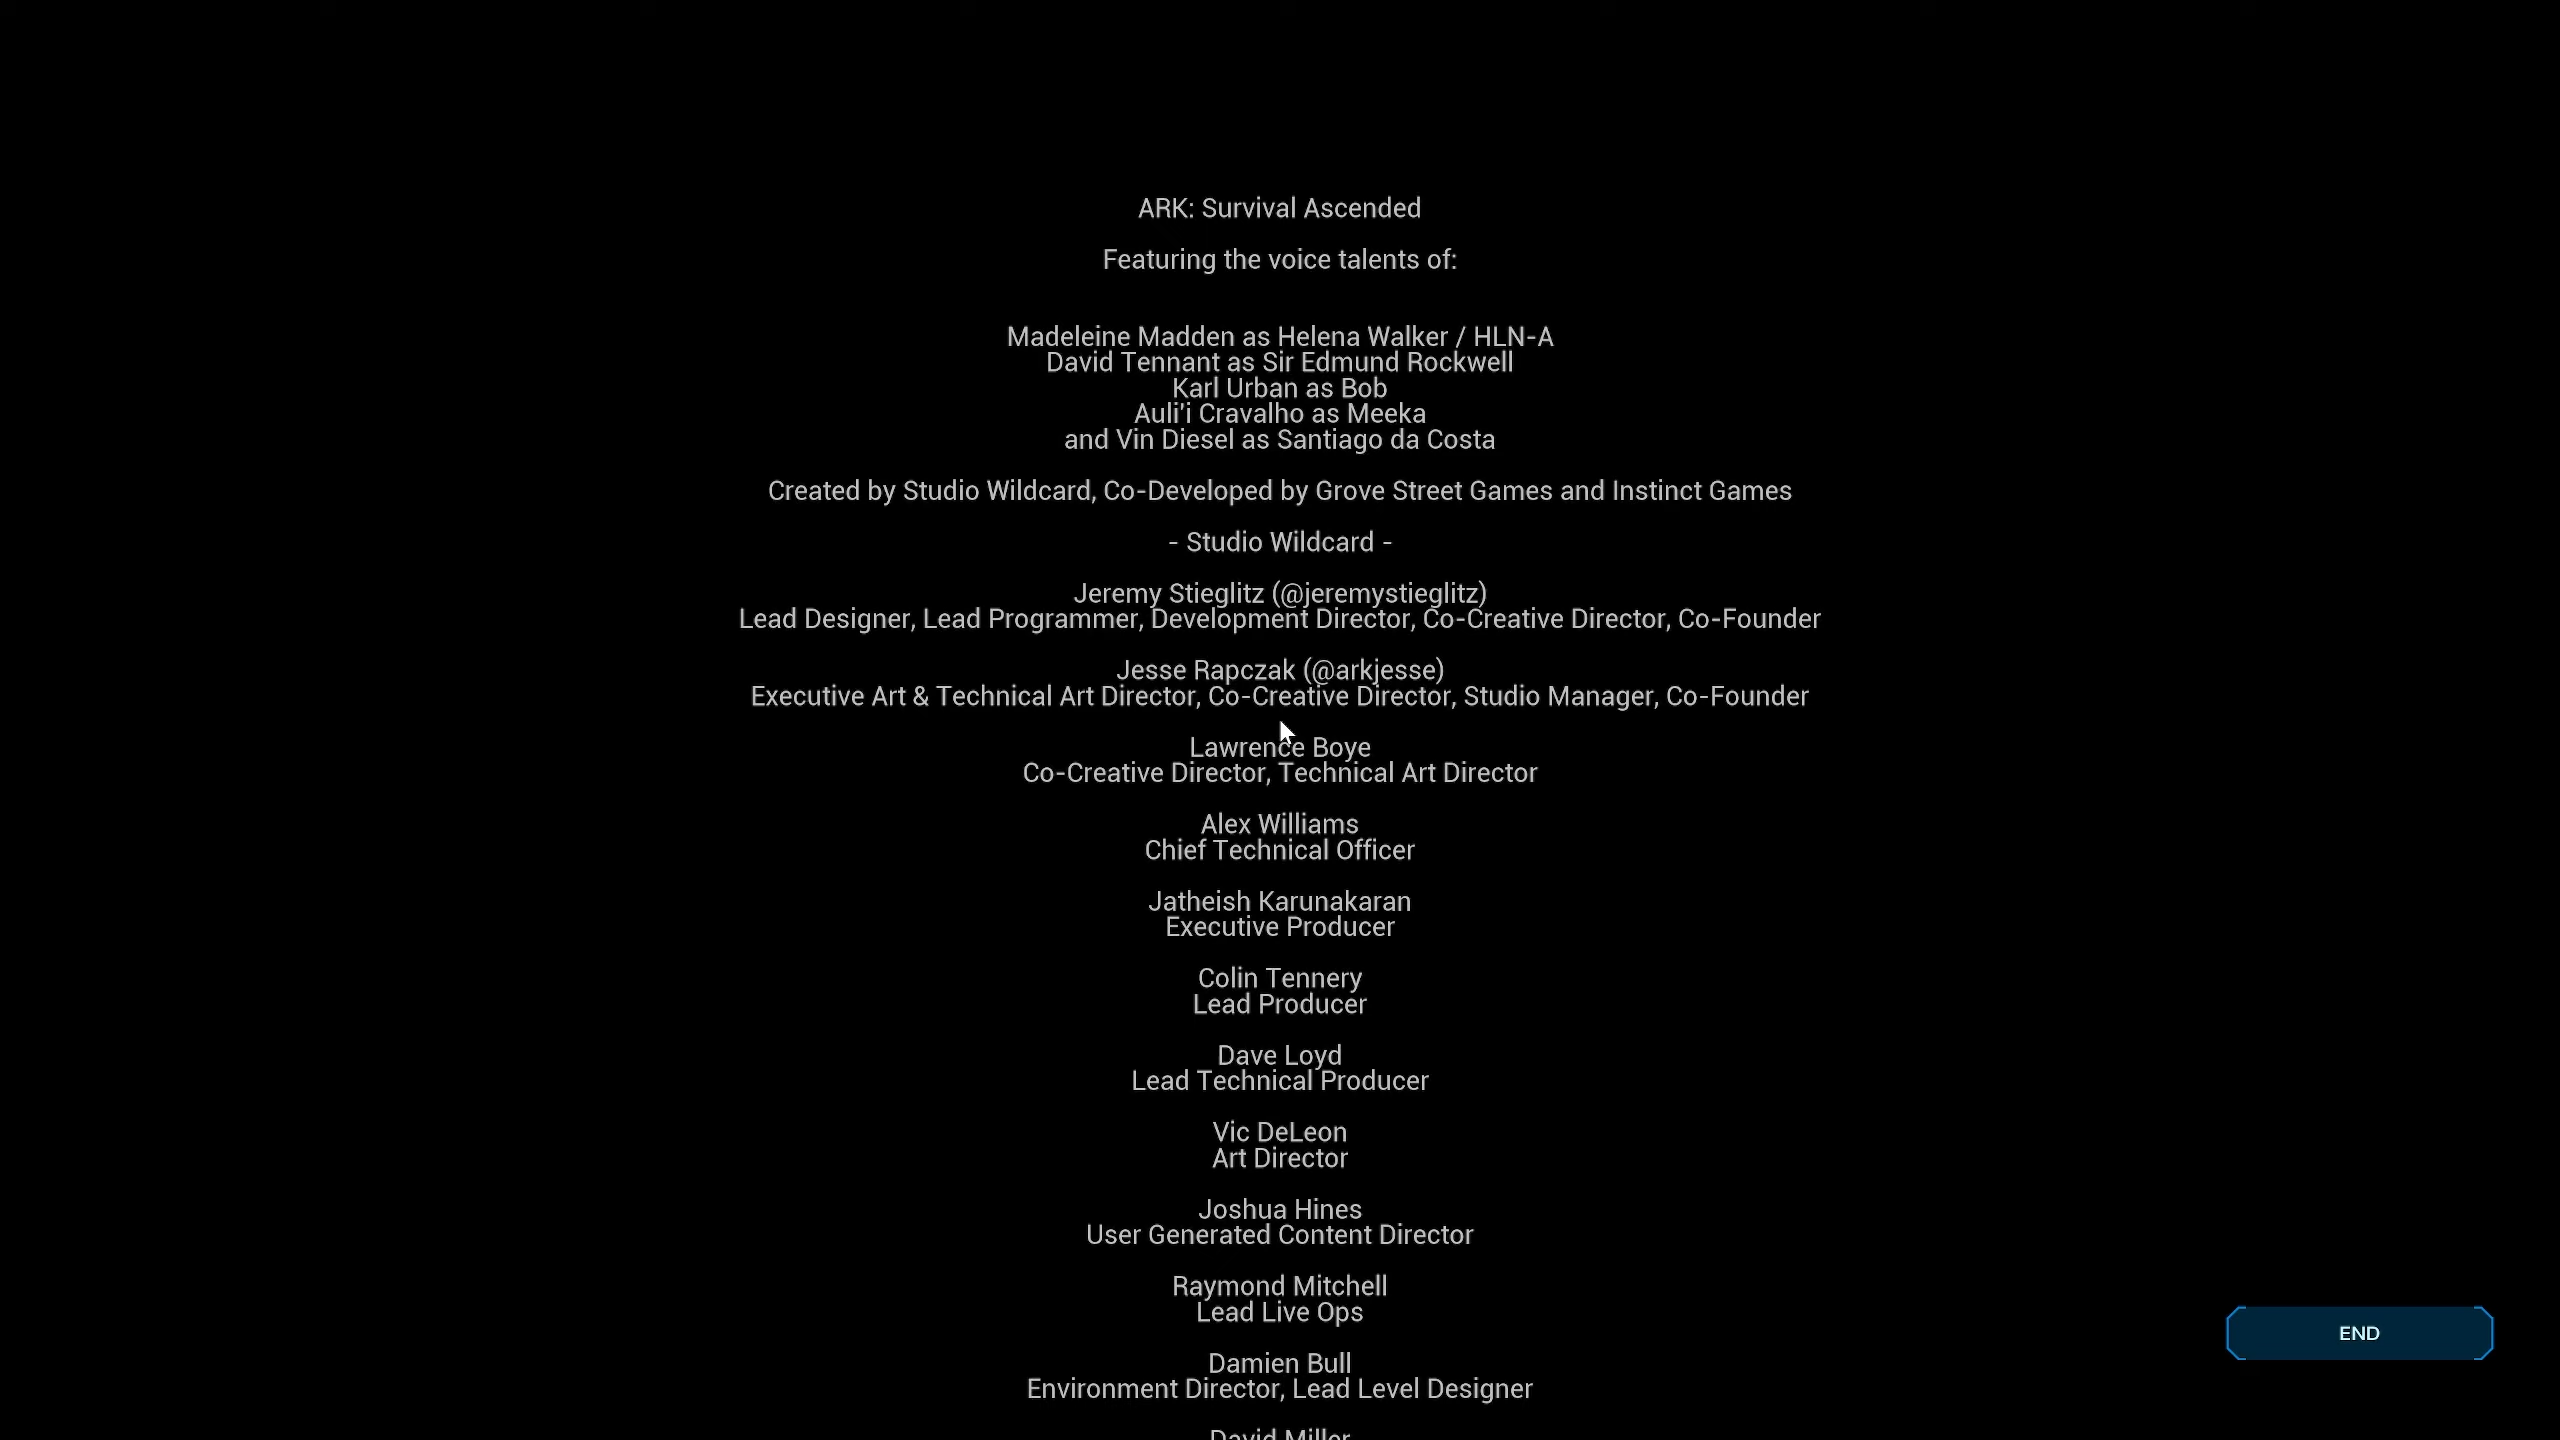 ARK: Survival Ascended
Featuring the voice talents of:
Madeleine Madden as Helena Walker / HLN-A
David Tennant as Sir Edmund Rockwell
Karl Urban as Bob
Auli'i Cravalho as Meeka
and Vin Diesel as Santiago da Costa
Created by Studio Wildcard, Co-Developed by Grove Street Games and Instinct Games
- Studio Wildcard -
Jeremy Stieglitz (@jeremystieglitz)
Lead Designer, Lead Programmer, Development Director, Co-Creative Director, Co-Founder
Jesse Rapczak (@arkjesse)
Executive Art & Technical Art Director, Co-Creative Director, Studio Manager, Co-Founder
Lawrence Boye
Co-Creative Director, Technical Art Director
Alex Williams
Chief Technical Officer
Jatheish Karunakaran
Executive Producer
Colin Tennery
Lead Producer
Dave Loyd
Lead Technical Producer
Vic DeLeon
Art Director
Joshua Hines
User Generated Content Director
Raymond Mitchell
Lead Live Ops
Damien Bull
Environment Director, Lead Level Designer
David Miller
END